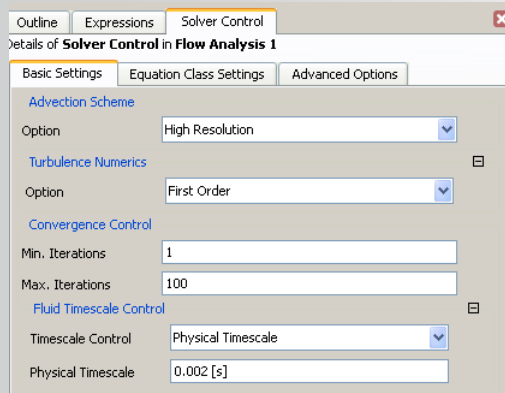 Outline Expressions Solver Control
Details of Solver Control in Flow Analysis 1
Basic Settings Equation Class Settings Advanced Options
Advection Scheme
Option High Resolution
Turbulence Numerics
Option First Order
Convergence Control
Min. Iterations 1
Max. Iterations 100
Fluid Timescale Control
Timescale Control Physical Timescale
Physical Timescale 0.002 [s]